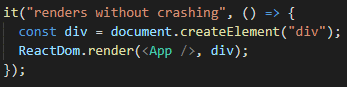 it("renders without crashing", () => {
  const div = document.createElement("div");
  ReactDom.render(<App />, div);
});